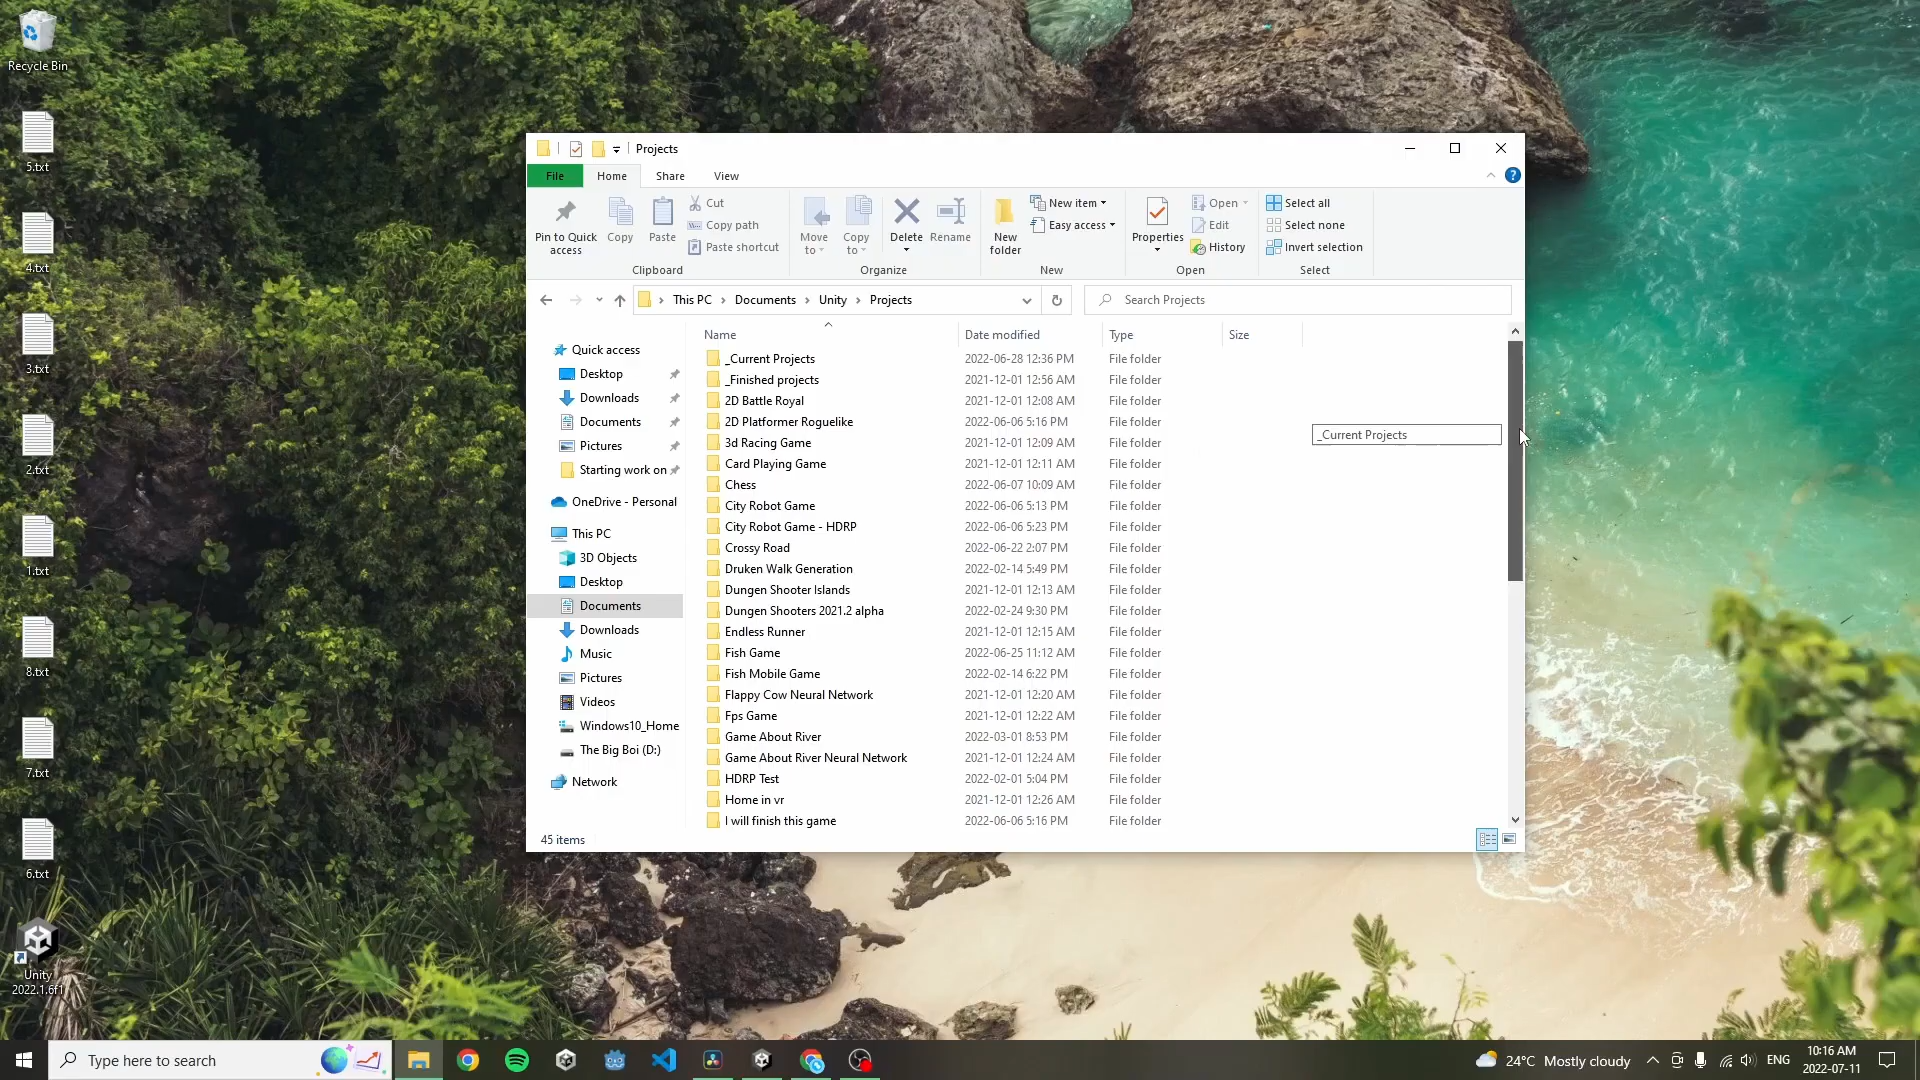 Recycle Bin
5.txt
4.txt
3.txt
2.txt
1.txt
8.txt
7.txt
6.txt
Unity
2022.1.6f1
Projects
File
Home
Share
View
Pin to Quick
access
Copy
Paste
Cut
Copy path
Paste shortcut
Clipboard
Move
to
Copy
to
Delete
Rename
Organize
New
folder
New item
Easy access
New
Properties
Open
Edit
History
Open
Select all
Select none
Invert selection
Select
This PC > Documents > Unity > Projects
Search Projects
Quick access
Desktop
Downloads
Documents
Pictures
Starting work on
OneDrive - Personal
This PC
3D Objects
Desktop
Documents
Downloads
Music
Pictures
Videos
Windows10_Home
The Big Boi (D:)
Network
Name Date modified Type Size
_Current Projects 2022-06-28 12:36 PM File folder
_Finished projects 2021-12-01 12:56 AM File folder
2D Battle Royal 2021-12-01 12:08 AM File folder
2D Platformer Roguelike 2022-06-06 5:16 PM File folder
3d Racing Game 2021-12-01 12:09 AM File folder
Card Playing Game 2021-12-01 12:11 AM File folder
Chess 2022-06-07 10:09 AM File folder
City Robot Game 2022-06-06 5:13 PM File folder
City Robot Game - HDRP 2022-06-06 5:23 PM File folder
Crossy Road 2022-06-22 2:07 PM File folder
Druken Walk Generation 2022-02-14 5:49 PM File folder
Dungen Shooter Islands 2021-12-01 12:13 AM File folder
Dungen Shooters 2021.2 alpha 2022-02-24 9:30 PM File folder
Endless Runner 2021-12-01 12:15 AM File folder
Fish Game 2022-06-25 11:12 AM File folder
Fish Mobile Game 2022-02-14 6:22 PM File folder
Flappy Cow Neural Network 2021-12-01 12:20 AM File folder
Fps Game 2021-12-01 12:22 AM File folder
Game About River 2022-03-01 8:53 PM File folder
Game About River Neural Network 2021-12-01 12:24 AM File folder
HDRP Test 2022-02-01 5:04 PM File folder
Home in vr 2021-12-01 12:26 AM File folder
I will finish this game 2022-06-06 5:16 PM File folder
_Current Projects
45 items
Type here to search
24°C Mostly cloudy
ENG
10:16 AM
2022-07-11